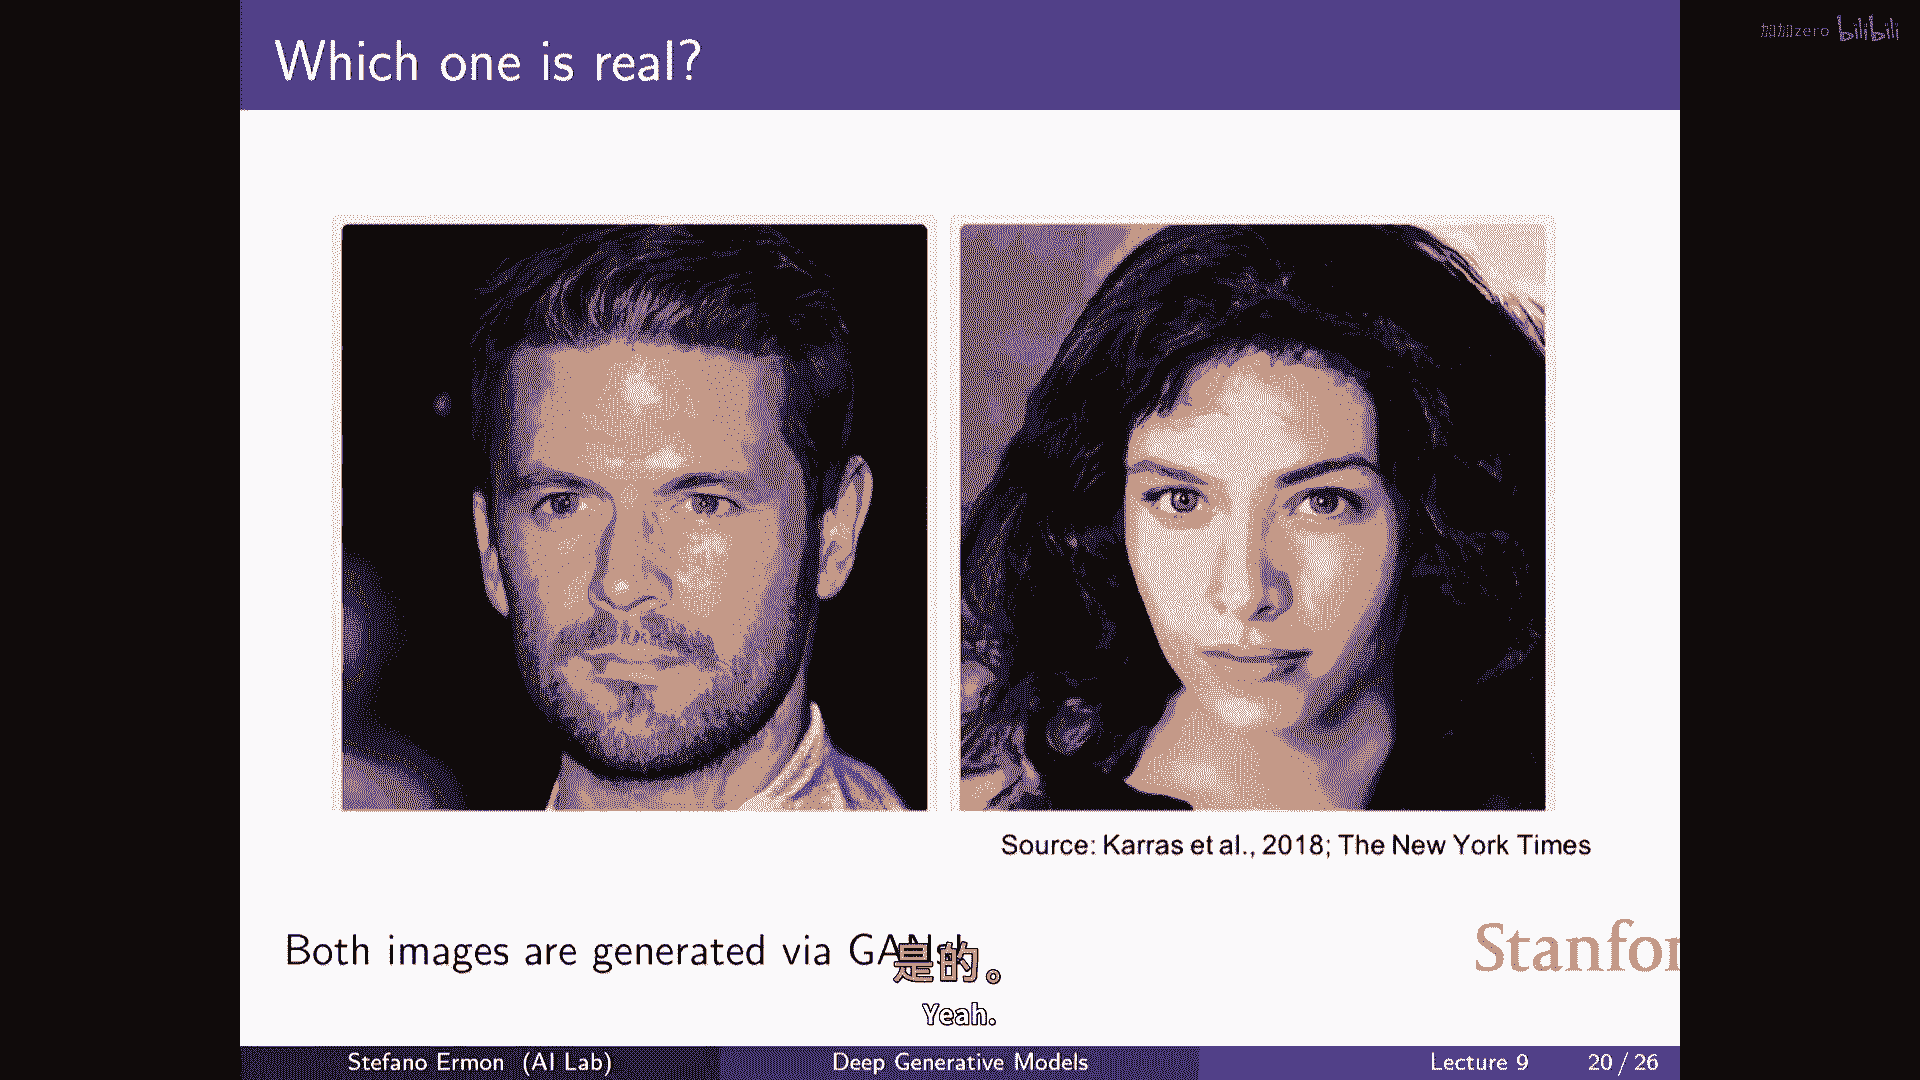 Which one is real?
加加zero bilibili
Source: Karras et al., 2018; The New York Times
Both images are generated via GANs!
Stanfor
是的。
Yeah.
Stefano Ermon (AI Lab) Deep Generative Models Lecture 9 20 / 26